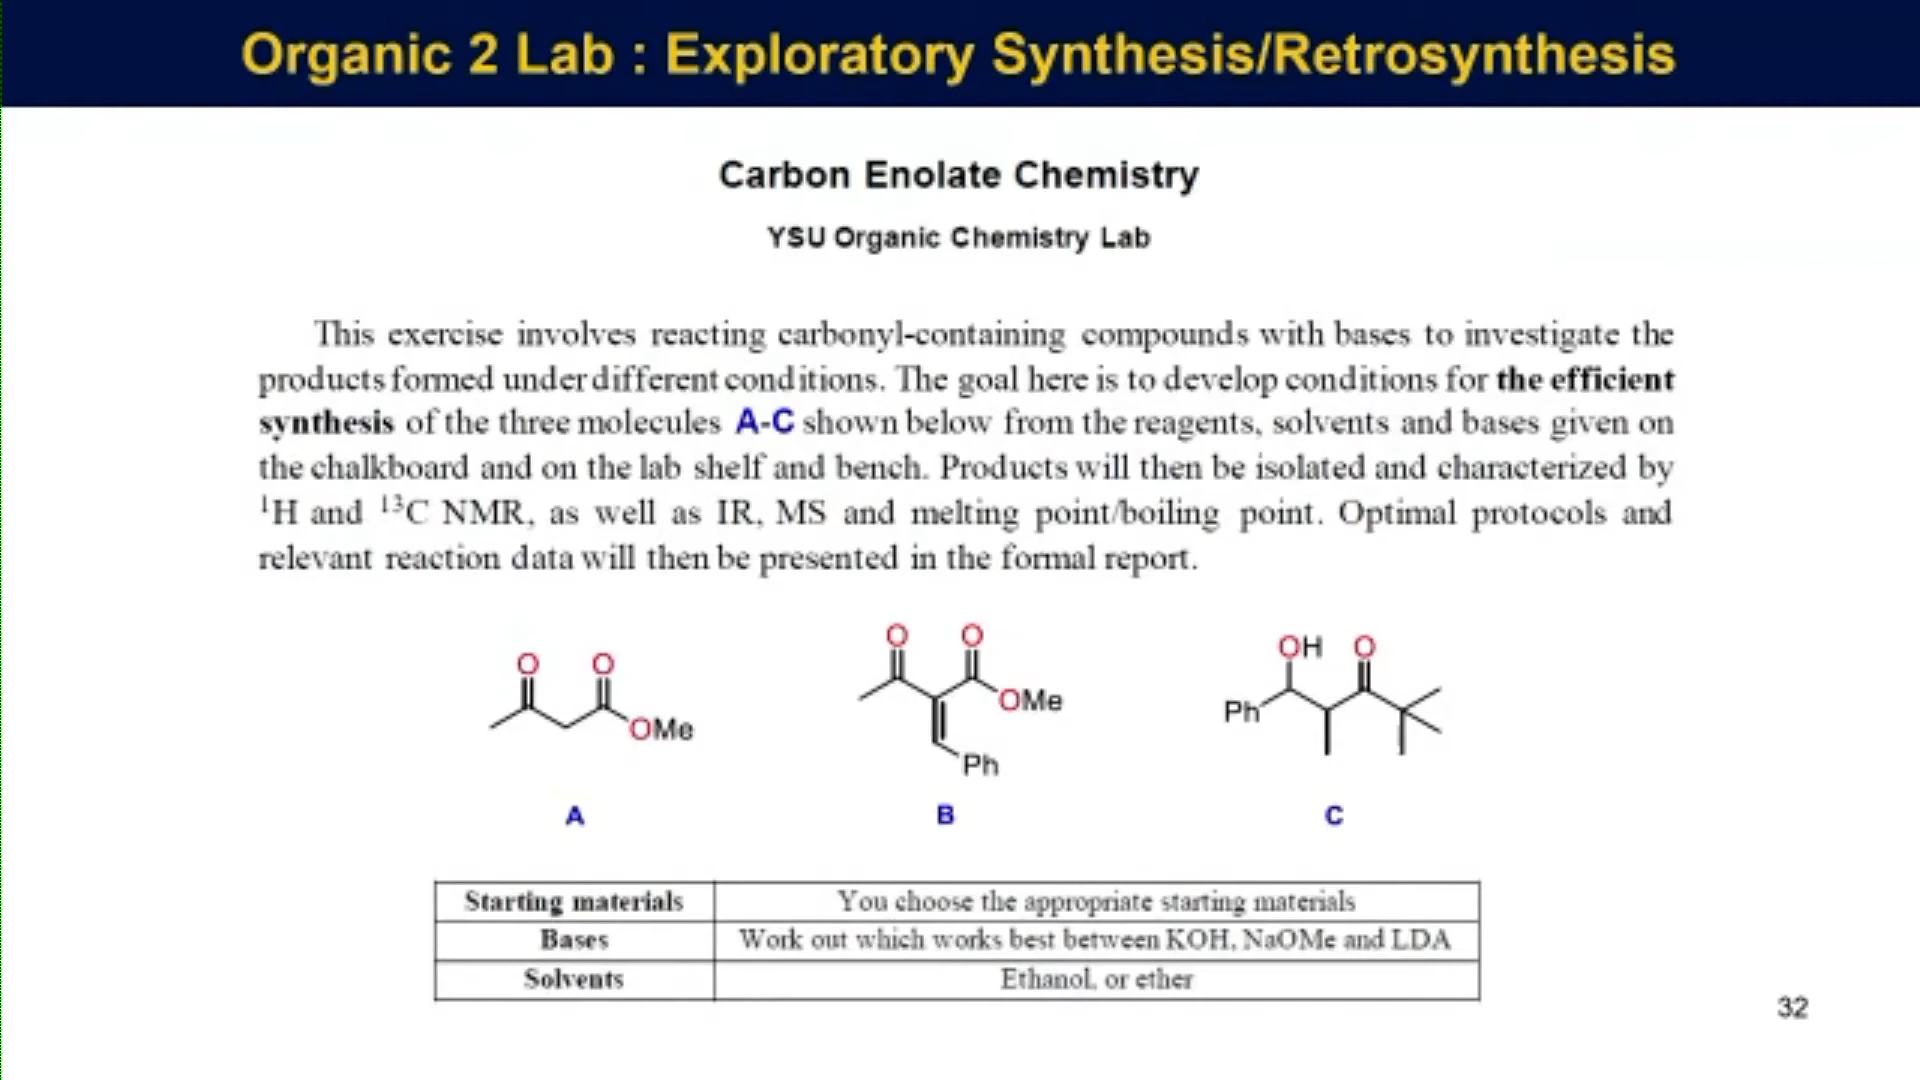 Organic 2 Lab : Exploratory Synthesis/Retrosynthesis
Carbon Enolate Chemistry
YSU Organic Chemistry Lab
This exercise involves reacting carbonyl-containing compounds with bases to investigate the
products formed under different conditions. The goal here is to develop conditions for the efficient
synthesis of the three molecules A-C shown below from the reagents, solvents and bases given on
the chalkboard and on the lab shelf and bench. Products will then be isolated and characterized by
¹H and ¹³C NMR, as well as IR, MS and melting point/boiling point. Optimal protocols and
relevant reaction data will then be presented in the formal report.
O O OMe
O O OMe Ph
OH O Ph
A B C
Starting materials You choose the appropriate starting materials
Bases Work out which works best between KOH, NaOMe and LDA
Solvents Ethanol, or ether
32